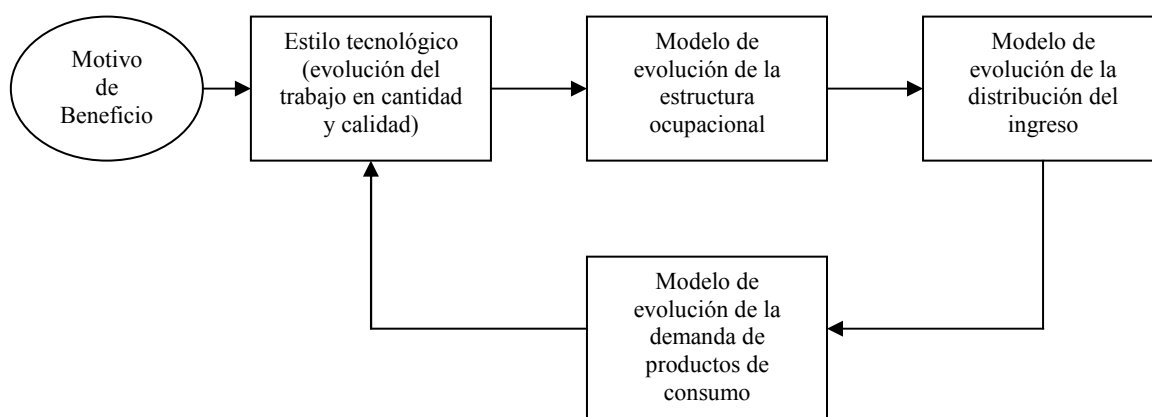 Motivo
de
Beneficio
Estilo tecnológico
(evolución del
trabajo en cantidad
y calidad)
Modelo de
evolución de la
estructura
ocupacional
Modelo de
evolución de la
distribución del
ingreso
Modelo de
evolución de la
demanda de
productos de
consumo